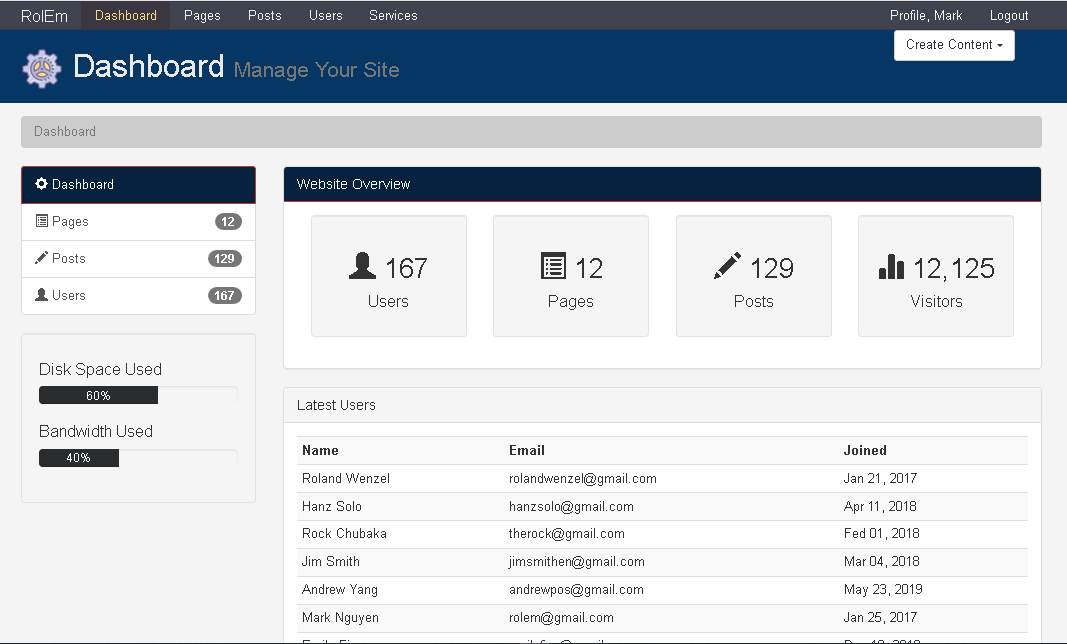 RolEm Dashboard Pages Posts Users Services Profile, Mark Logout
Create Content
Dashboard Manage Your Site
Dashboard
Dashboard
Pages 12
Posts 129
Users 167
Disk Space Used
60%
Bandwidth Used
40%
Website Overview
167 12 129 12,125
Users Pages Posts Visitors
Latest Users
Name Email Joined
Roland Wenzel rolandwenzel@gmail.com Jan 21, 2017
Hanz Solo hanzsolo@gmail.com Apr 11, 2018
Rock Chubaka therock@gmail.com Fed 01, 2018
Jim Smith jimsmithen@gmail.com Mar 04, 2018
Andrew Yang andrewpos@gmail.com May 23, 2019
Mark Nguyen rolem@gmail.com Jan 25, 2017